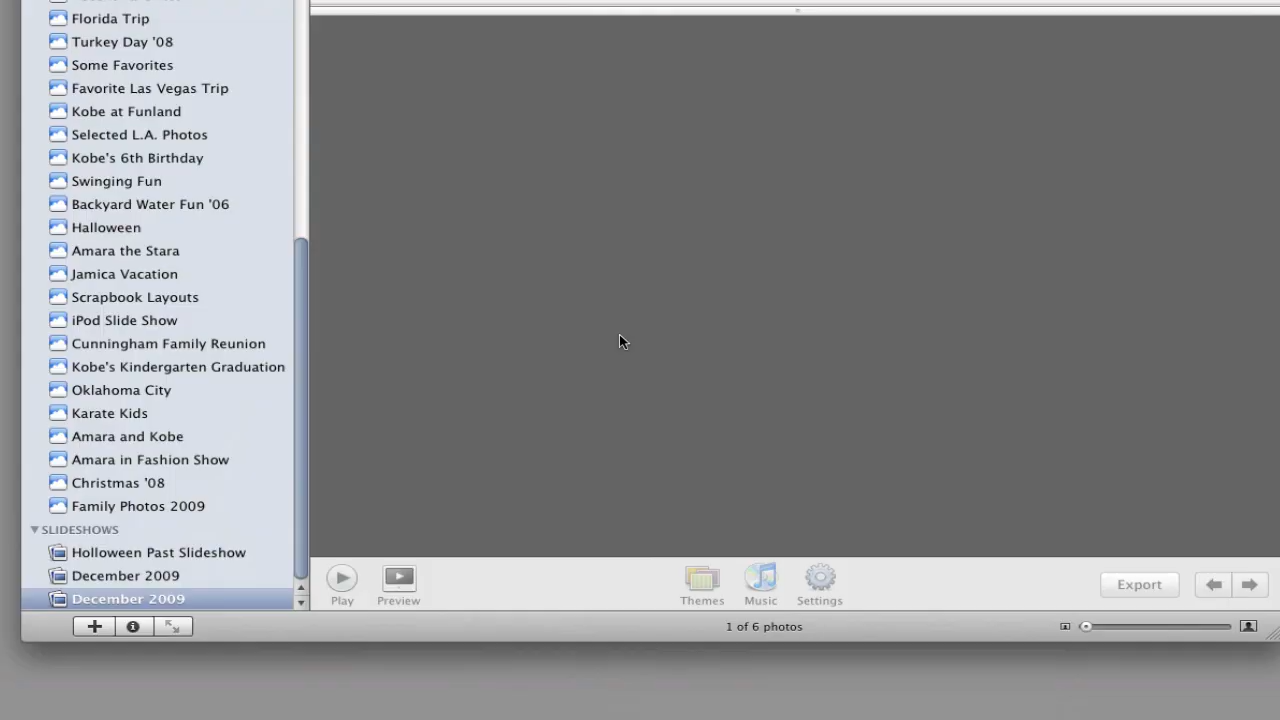 Florida Trip
Turkey Day '08
Some Favorites
Favorite Las Vegas Trip
Kobe at Funland
Selected L.A. Photos
Kobe's 6th Birthday
Swinging Fun
Backyard Water Fun '06
Halloween
Amara the Stara
Jamica Vacation
Scrapbook Layouts
iPod Slide Show
Cunningham Family Reunion
Kobe's Kindergarten Graduation
Oklahoma City
Karate Kids
Amara and Kobe
Amara in Fashion Show
Christmas '08
Family Photos 2009
SLIDESHOWS
Holloween Past Slideshow
December 2009
December 2009
Play Preview Themes Music Settings Export
1 of 6 photos